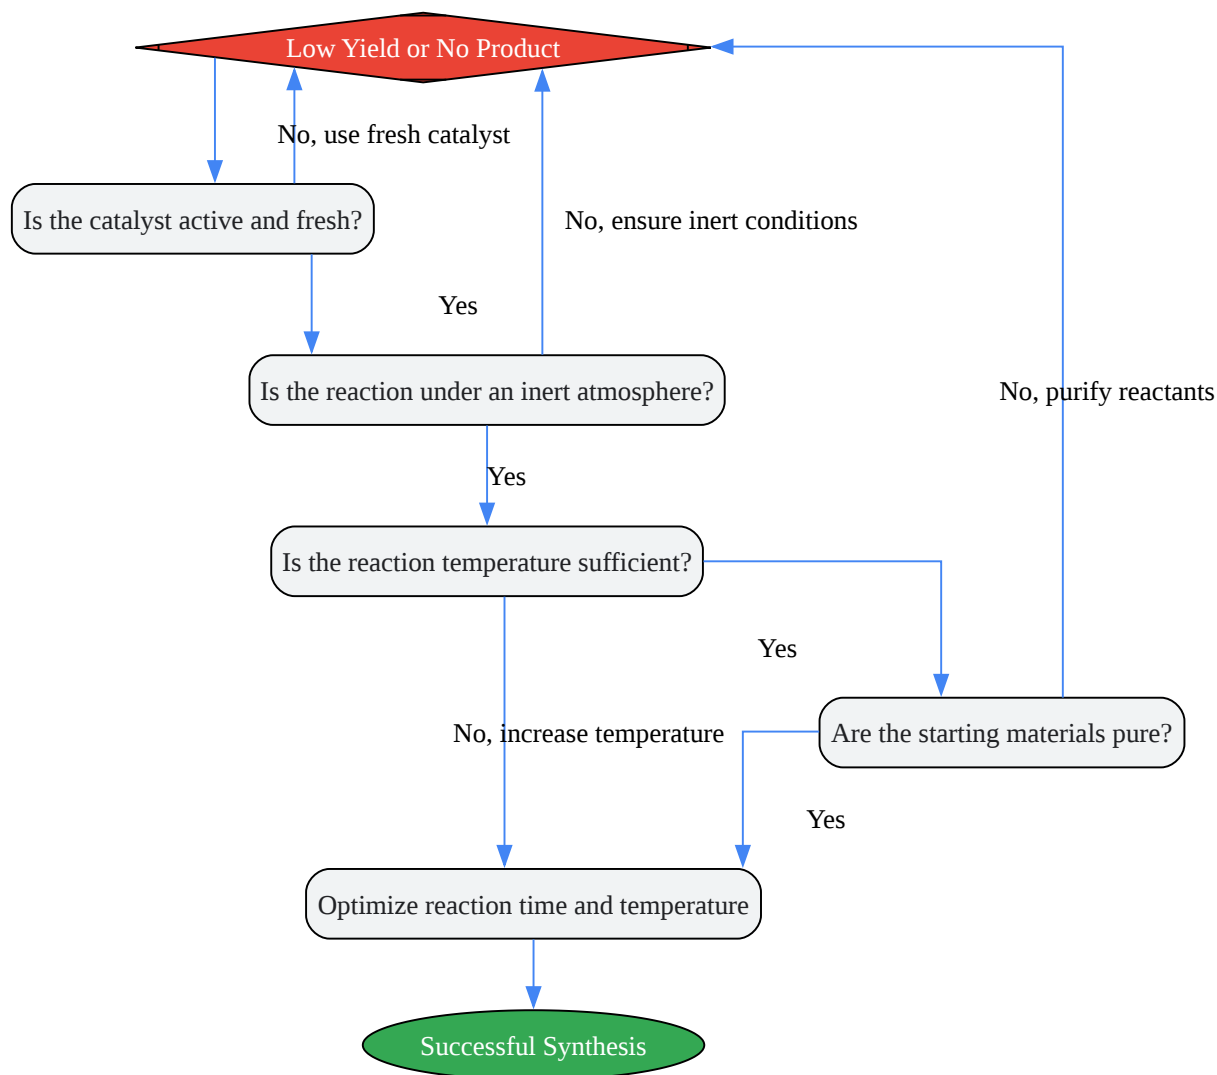 Low Yield or No Product
No, use fresh catalyst
Is the catalyst active and fresh?
No, ensure inert conditions
Yes
Is the reaction under an inert atmosphere?
No, purify reactants
Yes
Is the reaction temperature sufficient?
Yes
No, increase temperature
Are the starting materials pure?
Yes
Optimize reaction time and temperature
Successful Synthesis